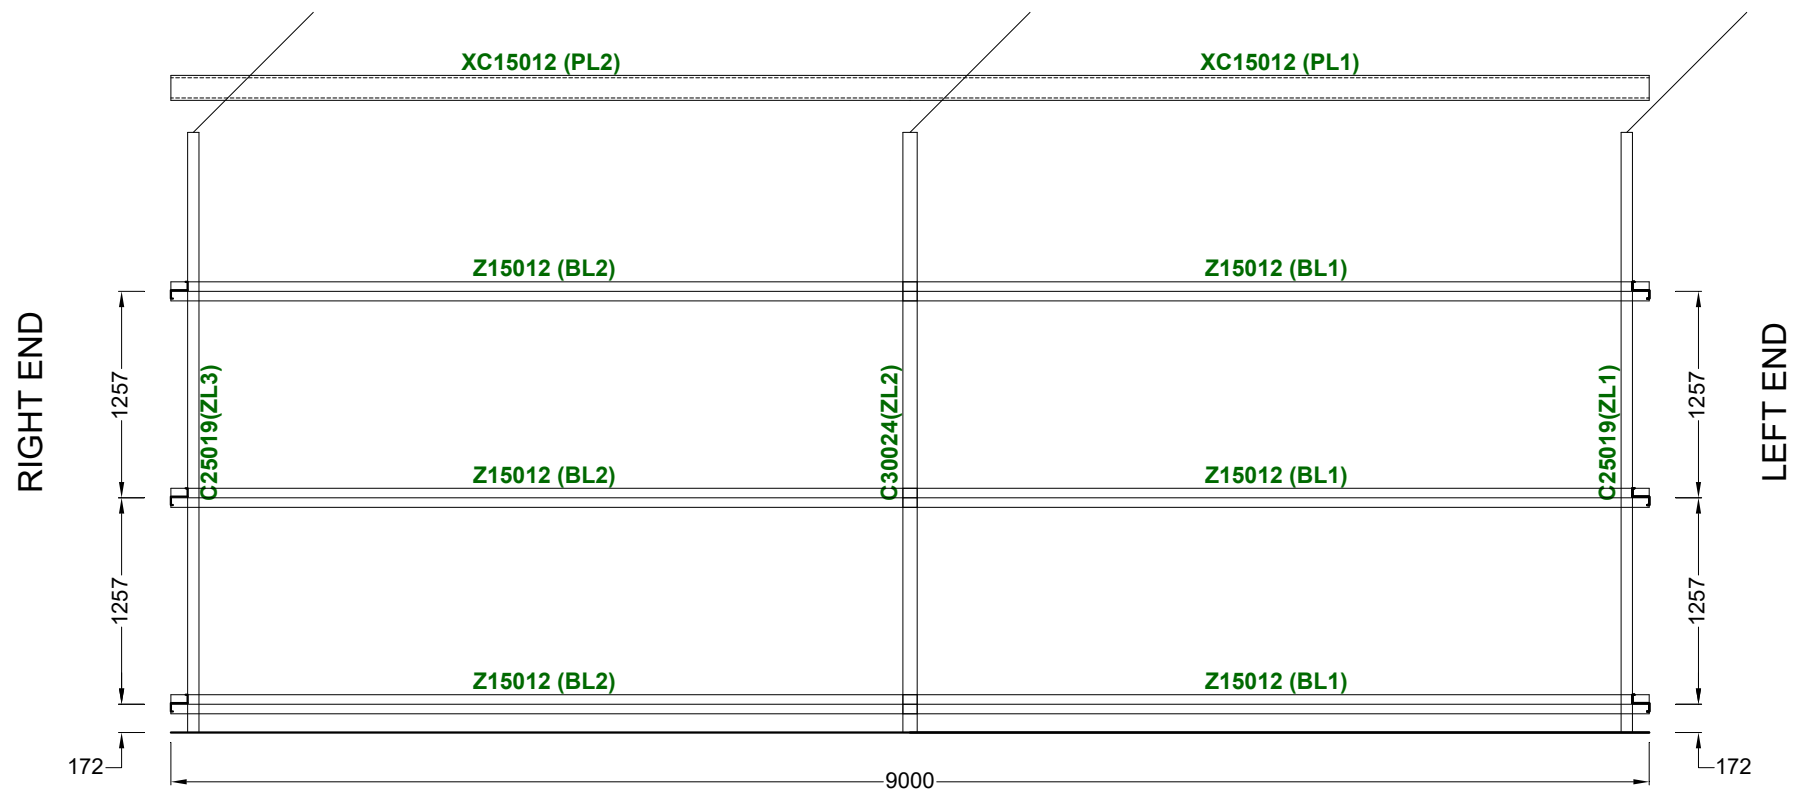 XC15012 (PL2)
XC15012 (PL1)
Z15012 (BL2)
Z15012 (BL1)
RIGHT END
1257
C25019(ZL3)
C30024(ZL2)
C25019(ZL1)
1257
LEFT END
Z15012 (BL2)
Z15012 (BL1)
1257
1257
Z15012 (BL2)
Z15012 (BL1)
172
9000
172